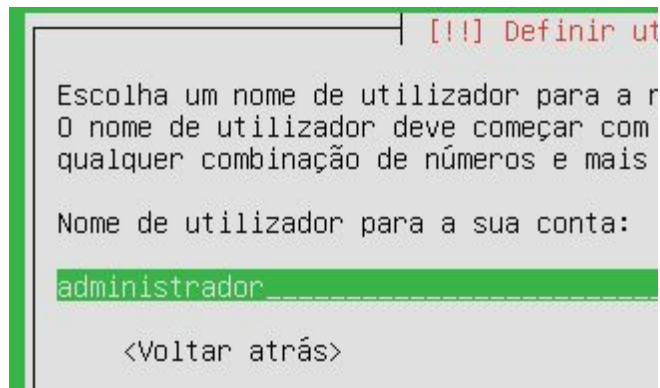 [!!] Definir ut
Escolha um nome de utilizador para a
O nome de utilizador deve começar com
qualquer combinação de números e mais
Nome de utilizador para a sua conta:
administrador
<Voltar atrás>